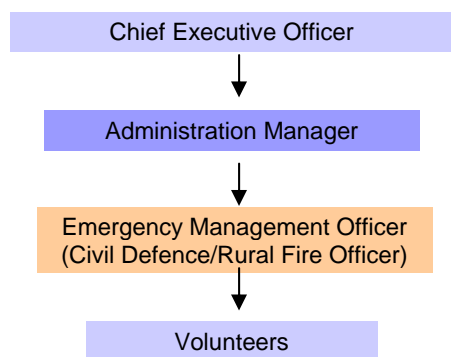 Chief Executive Officer
Administration Manager
Emergency Management Officer
(Civil Defence/Rural Fire Officer)
Volunteers